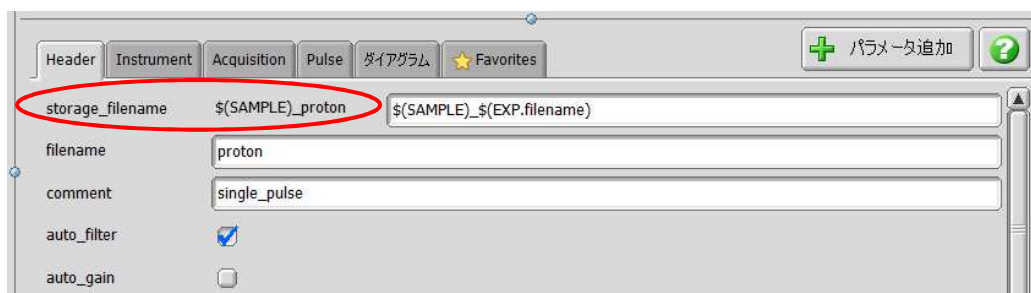 Header Instrument Acquisition Pulse ダイアグラム Favorites パラメータ追加 ?
storage_filename $(SAMPLE)_proton $(SAMPLE)_$(EXP.filename)
filename proton
comment single_pulse
auto_filter
auto_gain